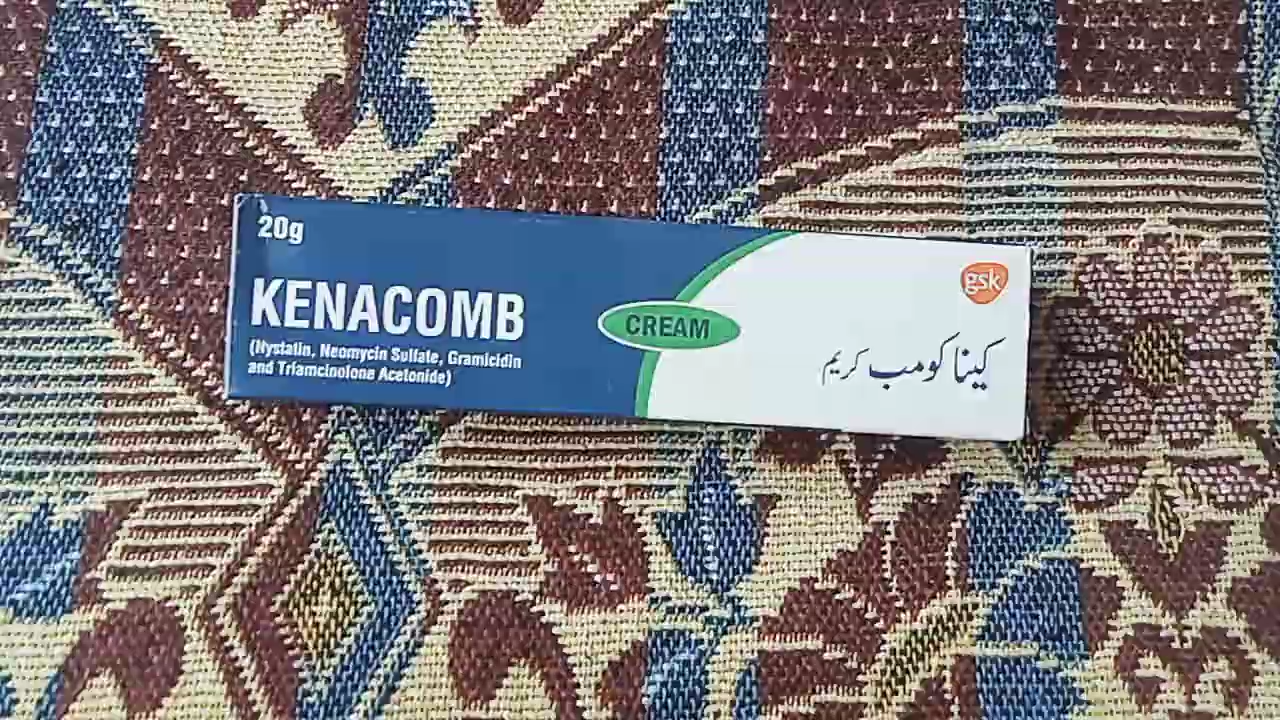 20g
KENACOMB
(Nystatin, Neomycin Sulfate, Gramicidin
and Triamcinolone Acetonide)
CREAM
gsk
کینا کومب کریم